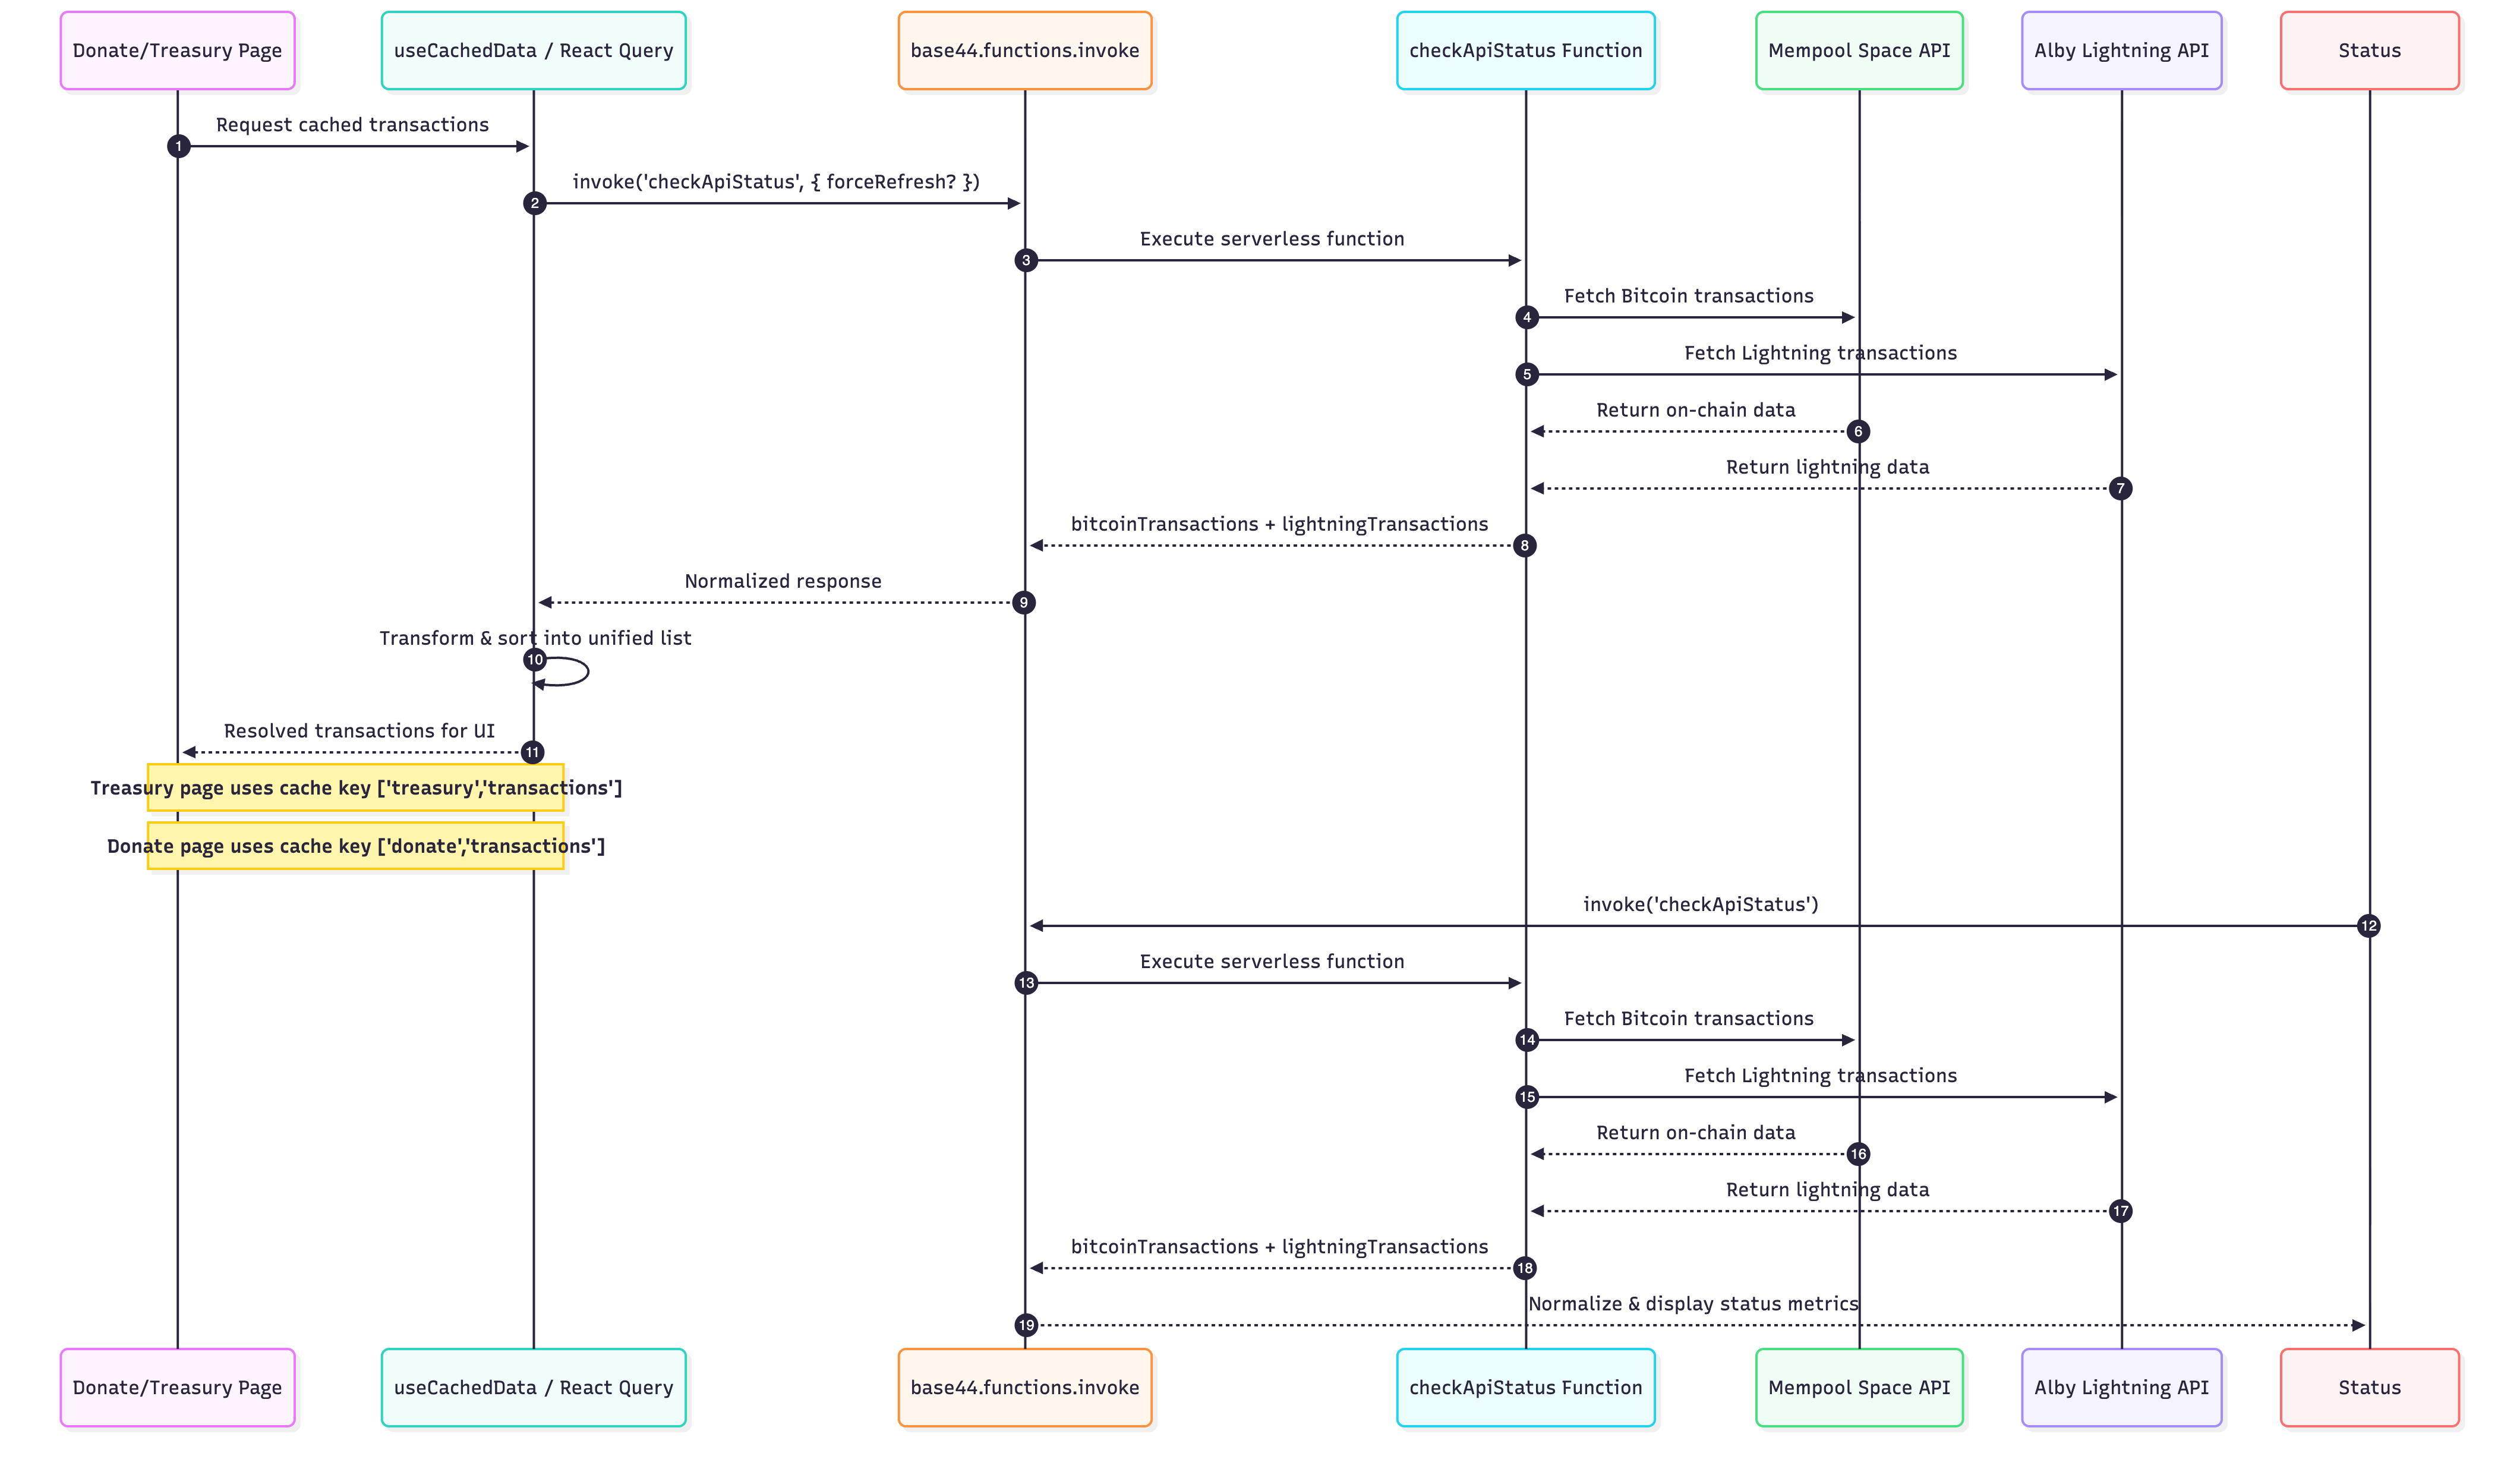 Donate/Treasury Page
useCachedData / React Query
base44.functions.invoke
checkApiStatus Function
Mempool Space API
Alby Lightning API
Status
Request cached transactions
1
invoke('checkApiStatus', { forceRefresh? })
2
Execute serverless function
3
Fetch Bitcoin transactions
4
Fetch Lightning transactions
5
Return on-chain data
6
Return lightning data
7
bitcoinTransactions + lightningTransactions
8
Normalized response
9
Transform & sort into unified list
10
Resolved transactions for UI
11
Treasury page uses cache key ['treasury','transactions']
Donate page uses cache key ['donate','transactions']
invoke('checkApiStatus')
12
Execute serverless function
13
Fetch Bitcoin transactions
14
Fetch Lightning transactions
15
Return on-chain data
16
Return lightning data
17
bitcoinTransactions + lightningTransactions
18
Normalize & display status metrics
19
Donate/Treasury Page
useCachedData / React Query
base44.functions.invoke
checkApiStatus Function
Mempool Space API
Alby Lightning API
Status